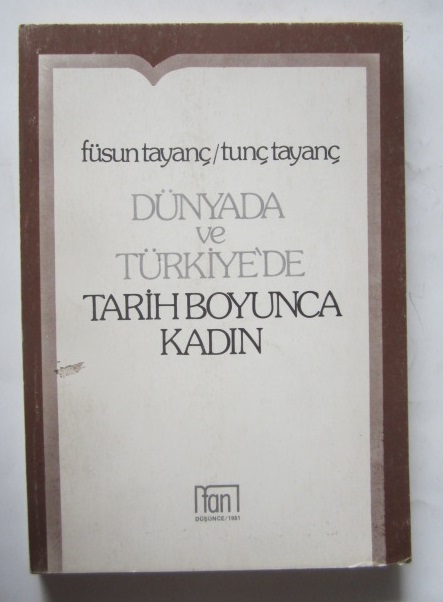 füsun tayanç/tunç tayanç
DÜNYADA
ve
TÜRKİYE'DE
TARİH BOYUNCA
KADIN
fan
DÜŞÜNCE/1981